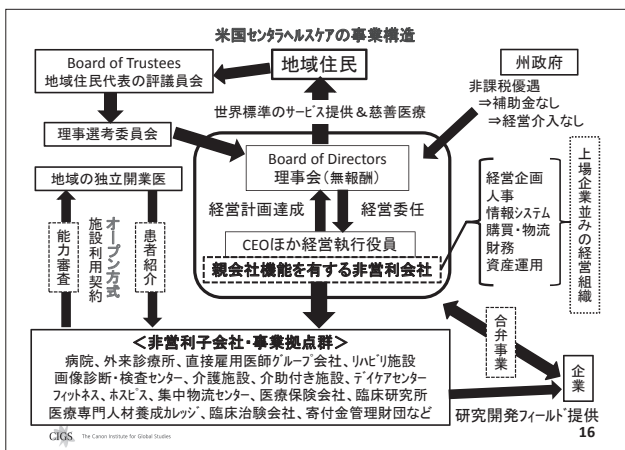 米国センタラヘルスケアの事業構造
Board of Trustees
地域住民代表の評議員会
地域住民
州政府
非課税優遇
⇒補助金なし
⇒経営介入なし
世界標準のサービス提供＆慈善医療
理事選考委員会
Board of Directors
理事会(無報酬)
地域の独立開業医
経営計画達成
経営委任
CEOほか経営執行役員
親会社機能を有する非営利会社
経営企画
人事
情報システム
購買・物流
財務
資産運用
上場企業並みの経営組織
能力審査
施設利用契約
オープン方式
患者紹介
合弁事業
＜非営利子会社・事業拠点群＞
病院、外来診療所、直接雇用医師グループ会社、リハビリ施設
画像診断・検査センター、介護施設、介助付き施設、デイケアセンター
フィットネス、ホスピス、集中物流センター、医療保険会社、臨床研究所
医療専門人材養成カレッジ、臨床治験会社、寄付金管理財団など
企業
研究開発フィールド提供
CIGS The Canon Institute for Global Studies
16